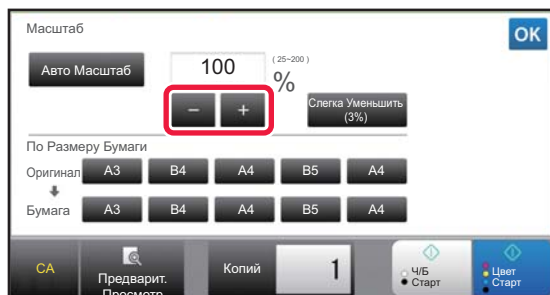 Масштаб
OK
Авто Масштаб
100
( 25~200 )
%
−
+
Слегка Уменьшить
(3%)
По Размеру Бумаги
Оригинал A3 B4 A4 B5 A4
Бумага A3 B4 A4 B5 A4
CA
Предварит.
Просмотр
Копий
1
Ч/Б
Старт
Цвет
Старт